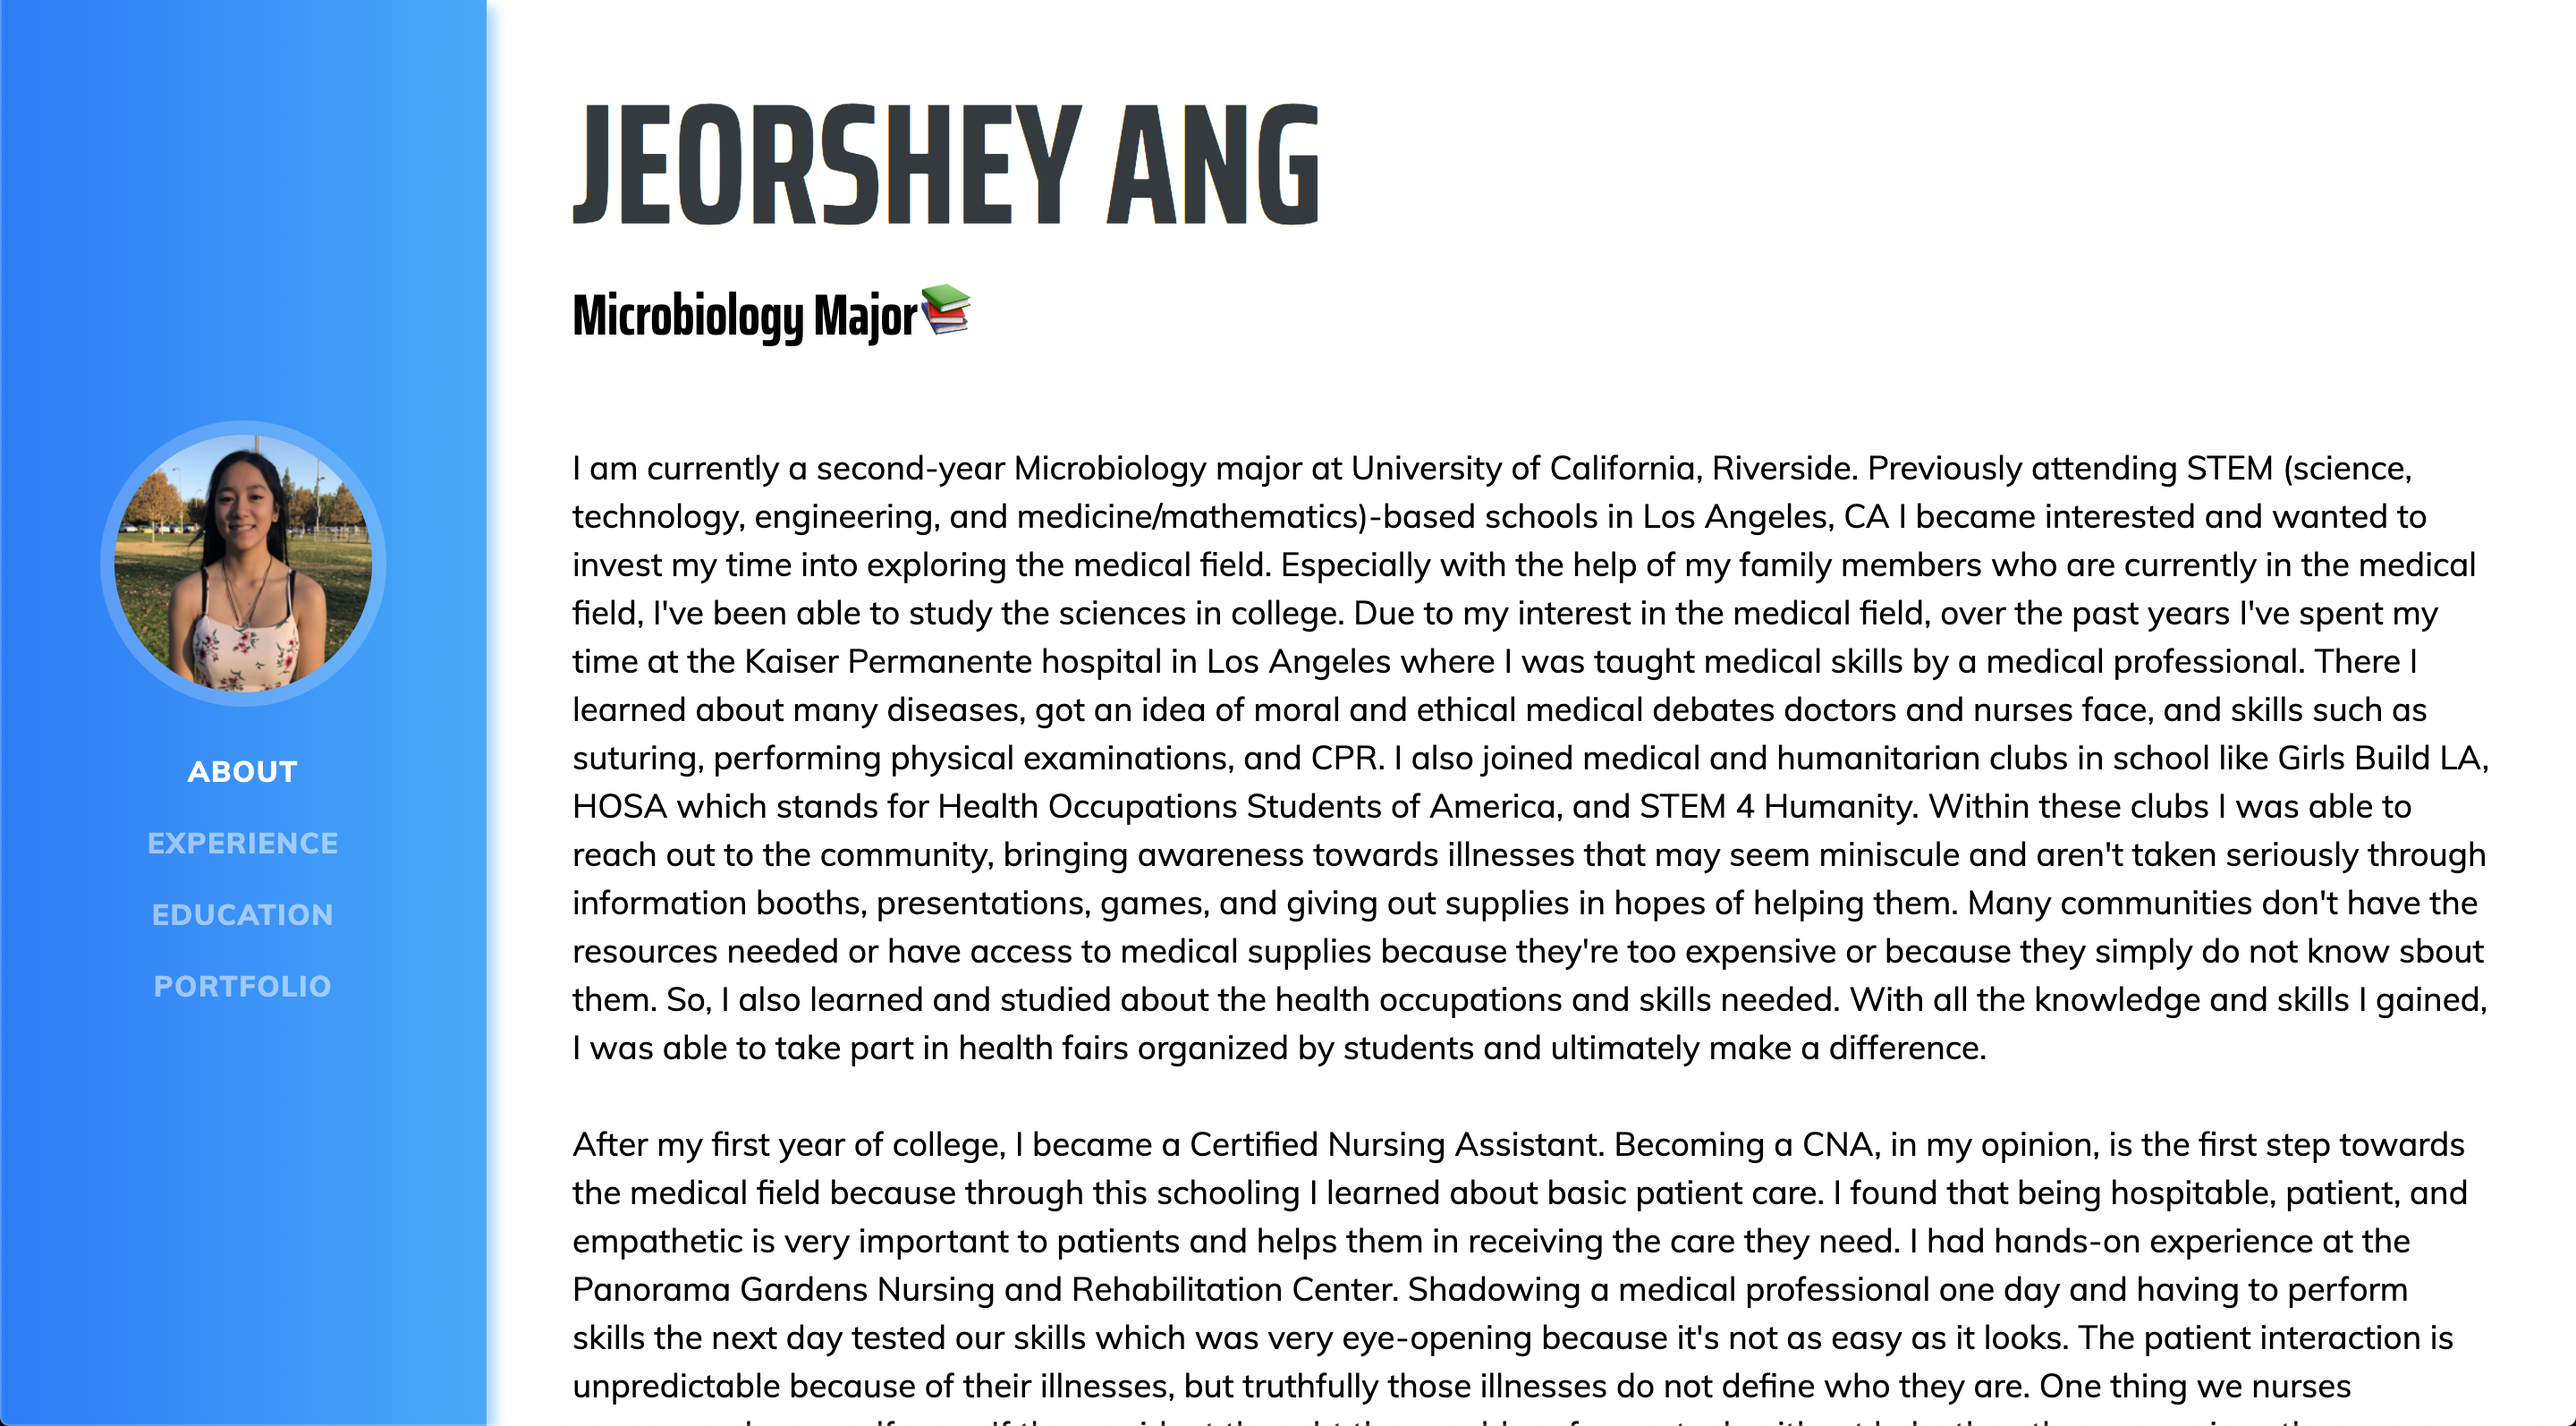 JEORSHEY ANG
Microbiology Major
I am currently a second-year Microbiology major at University of California, Riverside. Previously attending STEM (science,
technology, engineering, and medicine/mathematics)-based schools in Los Angeles, CA I became interested and wanted to
invest my time into exploring the medical field. Especially with the help of my family members who are currently in the medical
field, I've been able to study the sciences in college. Due to my interest in the medical field, over the past years I've spent my
time at the Kaiser Permanente hospital in Los Angeles where I was taught medical skills by a medical professional. There I
learned about many diseases, got an idea of moral and ethical medical debates doctors and nurses face, and skills such as
suturing, performing physical examinations, and CPR. I also joined medical and humanitarian clubs in school like Girls Build LA,
HOSA which stands for Health Occupations Students of America, and STEM 4 Humanity. Within these clubs I was able to
reach out to the community, bringing awareness towards illnesses that may seem miniscule and aren't taken seriously through
information booths, presentations, games, and giving out supplies in hopes of helping them. Many communities don't have the
resources needed or have access to medical supplies because they're too expensive or because they simply do not know sbout
them. So, I also learned and studied about the health occupations and skills needed. With all the knowledge and skills I gained,
I was able to take part in health fairs organized by students and ultimately make a difference.
After my first year of college, I became a Certified Nursing Assistant. Becoming a CNA, in my opinion, is the first step towards
the medical field because through this schooling I learned about basic patient care. I found that being hospitable, patient, and
empathetic is very important to patients and helps them in receiving the care they need. I had hands-on experience at the
Panorama Gardens Nursing and Rehabilitation Center. Shadowing a medical professional one day and having to perform
skills the next day tested our skills which was very eye-opening because it's not as easy as it looks. The patient interaction is
unpredictable because of their illnesses, but truthfully those illnesses do not define who they are. One thing we nurses
ABOUT
EXPERIENCE
EDUCATION
PORTFOLIO